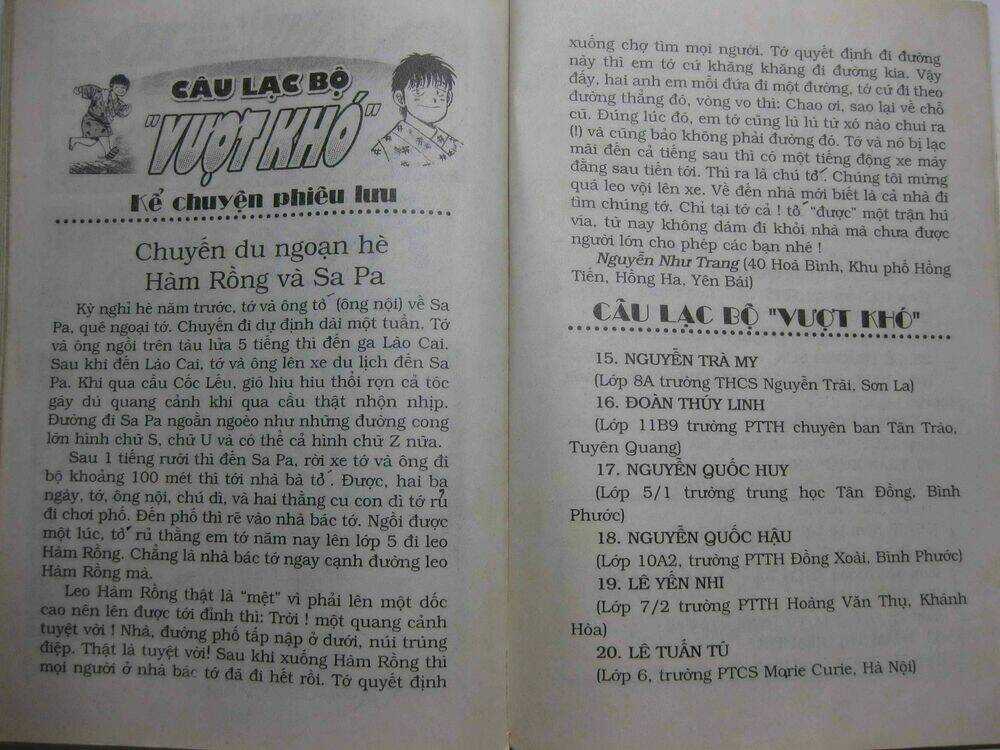 CÂU LẠC BỘ
"VƯỢT KHÓ"
Kể chuyện phiêu lưu
Chuyến du ngoạn hè
Hàm Rồng và Sa Pa
Kỳ nghỉ hè năm trước, tớ và ông tớ (ông nội) về Sa
Pa, quê ngoại tớ. Chuyến đi dự định dài một tuần. Tớ
và ông ngồi trên tàu lửa 5 tiếng thì đến ga Lào Cai.
Sau khi đến Lào Cai, tớ và ông lên xe du lịch đến Sa
Pa. Khi qua cầu Cốc Lếu, gió hiu hiu thổi rợn cả tóc
gáy dù quang cảnh khi qua cầu thật nhộn nhịp.
Đường đi Sa Pa ngoằn ngoèo như những đường cong
lớn hình chữ S, chữ U và có thể cả hình chữ Z nữa.
Sau 1 tiếng rưỡi thì đến Sa Pa, rời xe tớ và ông đi
bộ khoảng 100 mét thì tới nhà bà tớ. Được, hai ba
ngày, tớ, ông nội, chú dì, và hai thằng cu con dì tớ rủ
đi chơi phố. Đến phố thì rẽ vào nhà bác tớ. Ngồi được
một lúc, tớ rủ thằng em tớ năm nay lên lớp 5 đi leo
Hàm Rồng. Chẳng là nhà bác tớ ngay cạnh đường leo
Hàm Rồng mà.
Leo Hàm Rồng thật là "mệt" vì phải lên một dốc
cao nên lên được tới đỉnh thì: Trời ! một quang cảnh
tuyệt vời ! Nhà, đường phố tấp nập ở dưới, núi trùng
điệp. Thật là tuyệt vời! Sau khi xuống Hàm Rồng thì
mọi người ở nhà bác tớ đã đi hết rồi. Tớ quyết định
xuống chợ tìm mọi người. Tớ quyết định đi đường
này thì em tớ cứ khăng khăng đi đường kia. Vậy
đấy, hai anh em mỗi đứa đi một đường, tớ cứ đi theo
đường thẳng đó, vòng vo thì: Chao ơi, sao lại về chỗ
cũ. Đúng lúc đó, em tớ cũng lù lù từ xó nào chui ra
(!) và cũng bảo không phải đường đó. Tớ và nó bị lạc
mãi đến cả tiếng sau thì có một tiếng động xe máy
đằng sau tiến tới. Thì ra là chú tớ. Chúng tôi mừng
quá leo vội lên xe. Về đến nhà mới biết là cả nhà đi
tìm chúng tớ. Chỉ tại tớ cả ! tớ "được" một trận hú
vía, từ nay không dám đi khỏi nhà mà chưa được
người lớn cho phép các bạn nhé !
Nguyễn Như Trang (40 Hoà Bình, Khu phố Hồng
Tiến, Hồng Hà, Yên Bái)
CÂU LẠC BỘ "VƯỢT KHÓ"
15. NGUYỄN TRÀ MY
(Lớp 8A trường THCS Nguyễn Trãi, Sơn La)
16. ĐOÀN THÚY LINH
(Lớp 11B9 trường PTTH chuyên ban Tân Trào,
Tuyên Quang)
17. NGUYỄN QUỐC HUY
(Lớp 5/1 trường trung học Tân Đồng, Bình
Phước)
18. NGUYỄN QUỐC HẬU
(Lớp 10A2, trường PTTH Đồng Xoài, Bình Phước)
19. LÊ YẾN NHI
(Lớp 7/2 trường PTTH Hoàng Văn Thụ, Khánh
Hòa)
20. LÊ TUẤN TÚ
(Lớp 6, trường PTCS Marie Curie, Hà Nội)